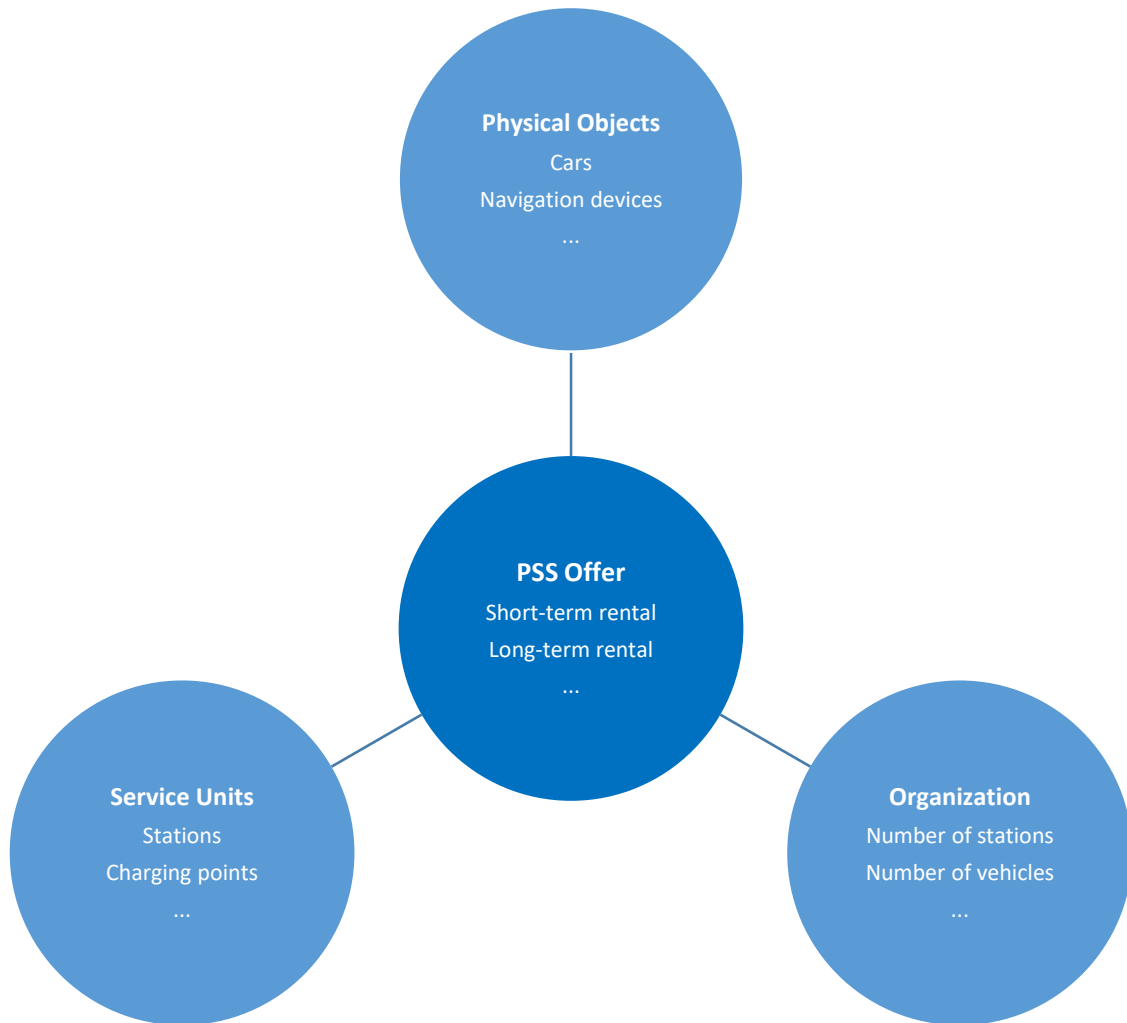 Physical Objects
Cars
Navigation devices
...
PSS Offer
Short-term rental
Long-term rental
...
Service Units
Stations
Charging points
...
Organization
Number of stations
Number of vehicles
...